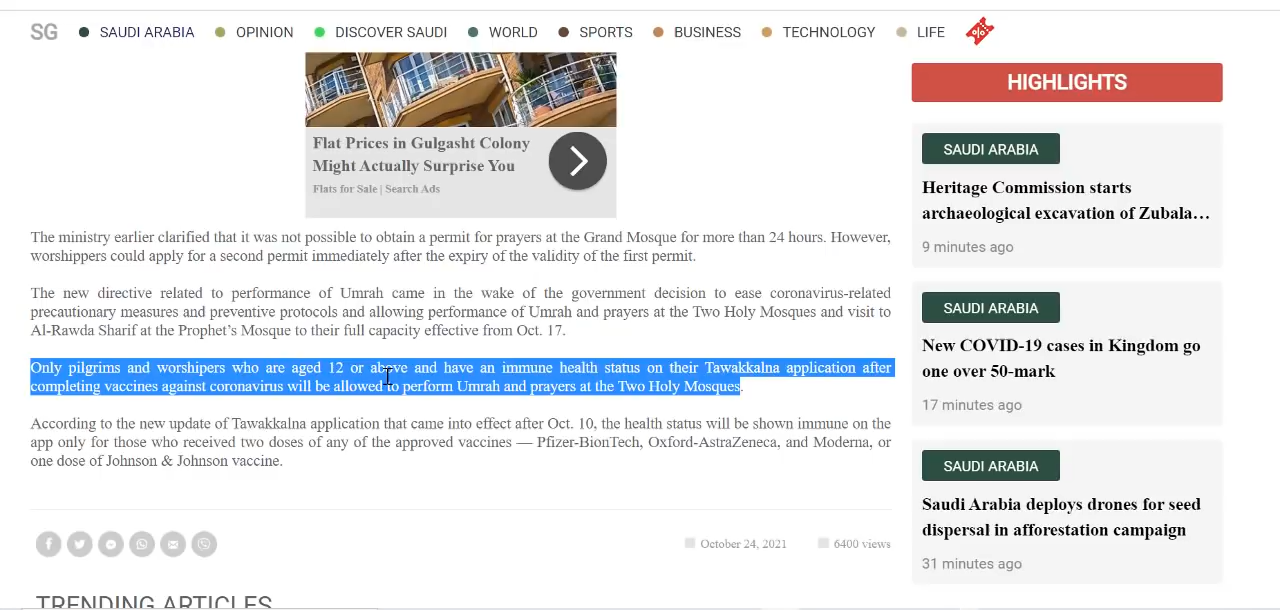 SG SAUDI ARABIA OPINION DISCOVER SAUDI WORLD SPORTS BUSINESS TECHNOLOGY LIFE
Flat Prices in Gulgasht Colony
Might Actually Surprise You
Flats for Sale | Search Ads
The ministry earlier clarified that it was not possible to obtain a permit for prayers at the Grand Mosque for more than 24 hours. However,
worshippers could apply for a second permit immediately after the expiry of the validity of the first permit.
The new directive related to performance of Umrah came in the wake of the government decision to ease coronavirus-related
precautionary measures and preventive protocols and allowing performance of Umrah and prayers at the Two Holy Mosques and visit to
Al-Rawda Sharif at the Prophet’s Mosque to their full capacity effective from Oct. 17.
Only pilgrims and worshipers who are aged 12 or above and have an immune health status on their Tawakkalna application after
completing vaccines against coronavirus will be allowed to perform Umrah and prayers at the Two Holy Mosques.
According to the new update of Tawakkalna application that came into effect after Oct. 10, the health status will be shown immune on the
app only for those who received two doses of any of the approved vaccines — Pfizer-BionTech, Oxford-AstraZeneca, and Moderna, or
one dose of Johnson & Johnson vaccine.
October 24, 2021 6400 views
TRENDING ARTICLES
HIGHLIGHTS
SAUDI ARABIA
Heritage Commission starts
archaeological excavation of Zubala…
9 minutes ago
SAUDI ARABIA
New COVID-19 cases in Kingdom go
one over 50-mark
17 minutes ago
SAUDI ARABIA
Saudi Arabia deploys drones for seed
dispersal in afforestation campaign
31 minutes ago